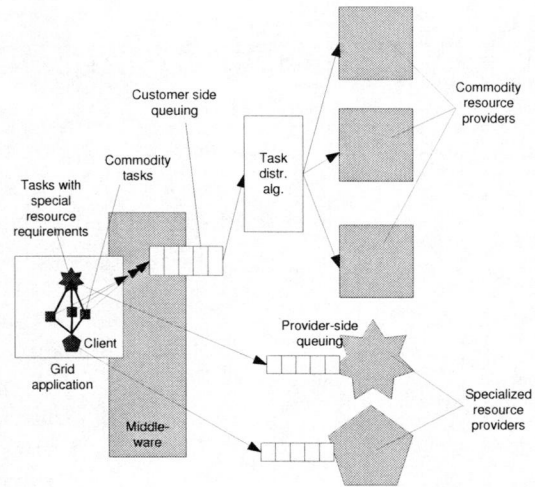 Customer side
queuing
Commodity
resource
providers
Task
distr.
alg.
Commodity
tasks
Tasks with
special
resource
requirements
Client
Grid
application
Middle-
ware
Provider-side
queuing
Specialized
resource
providers